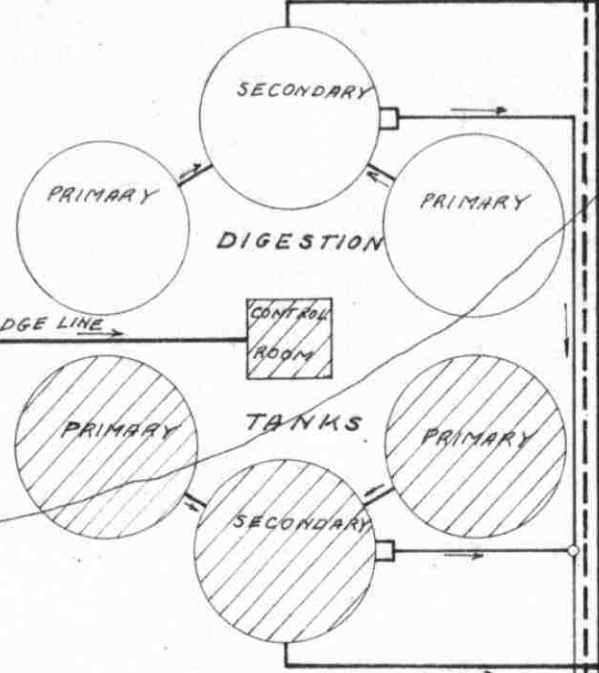 SECONDARY
PRIMARY
PRIMARY
DIGESTION
DGE LINE
CONTROL
ROOM
TANKS
PRIMARY
PRIMARY
SECONDARY